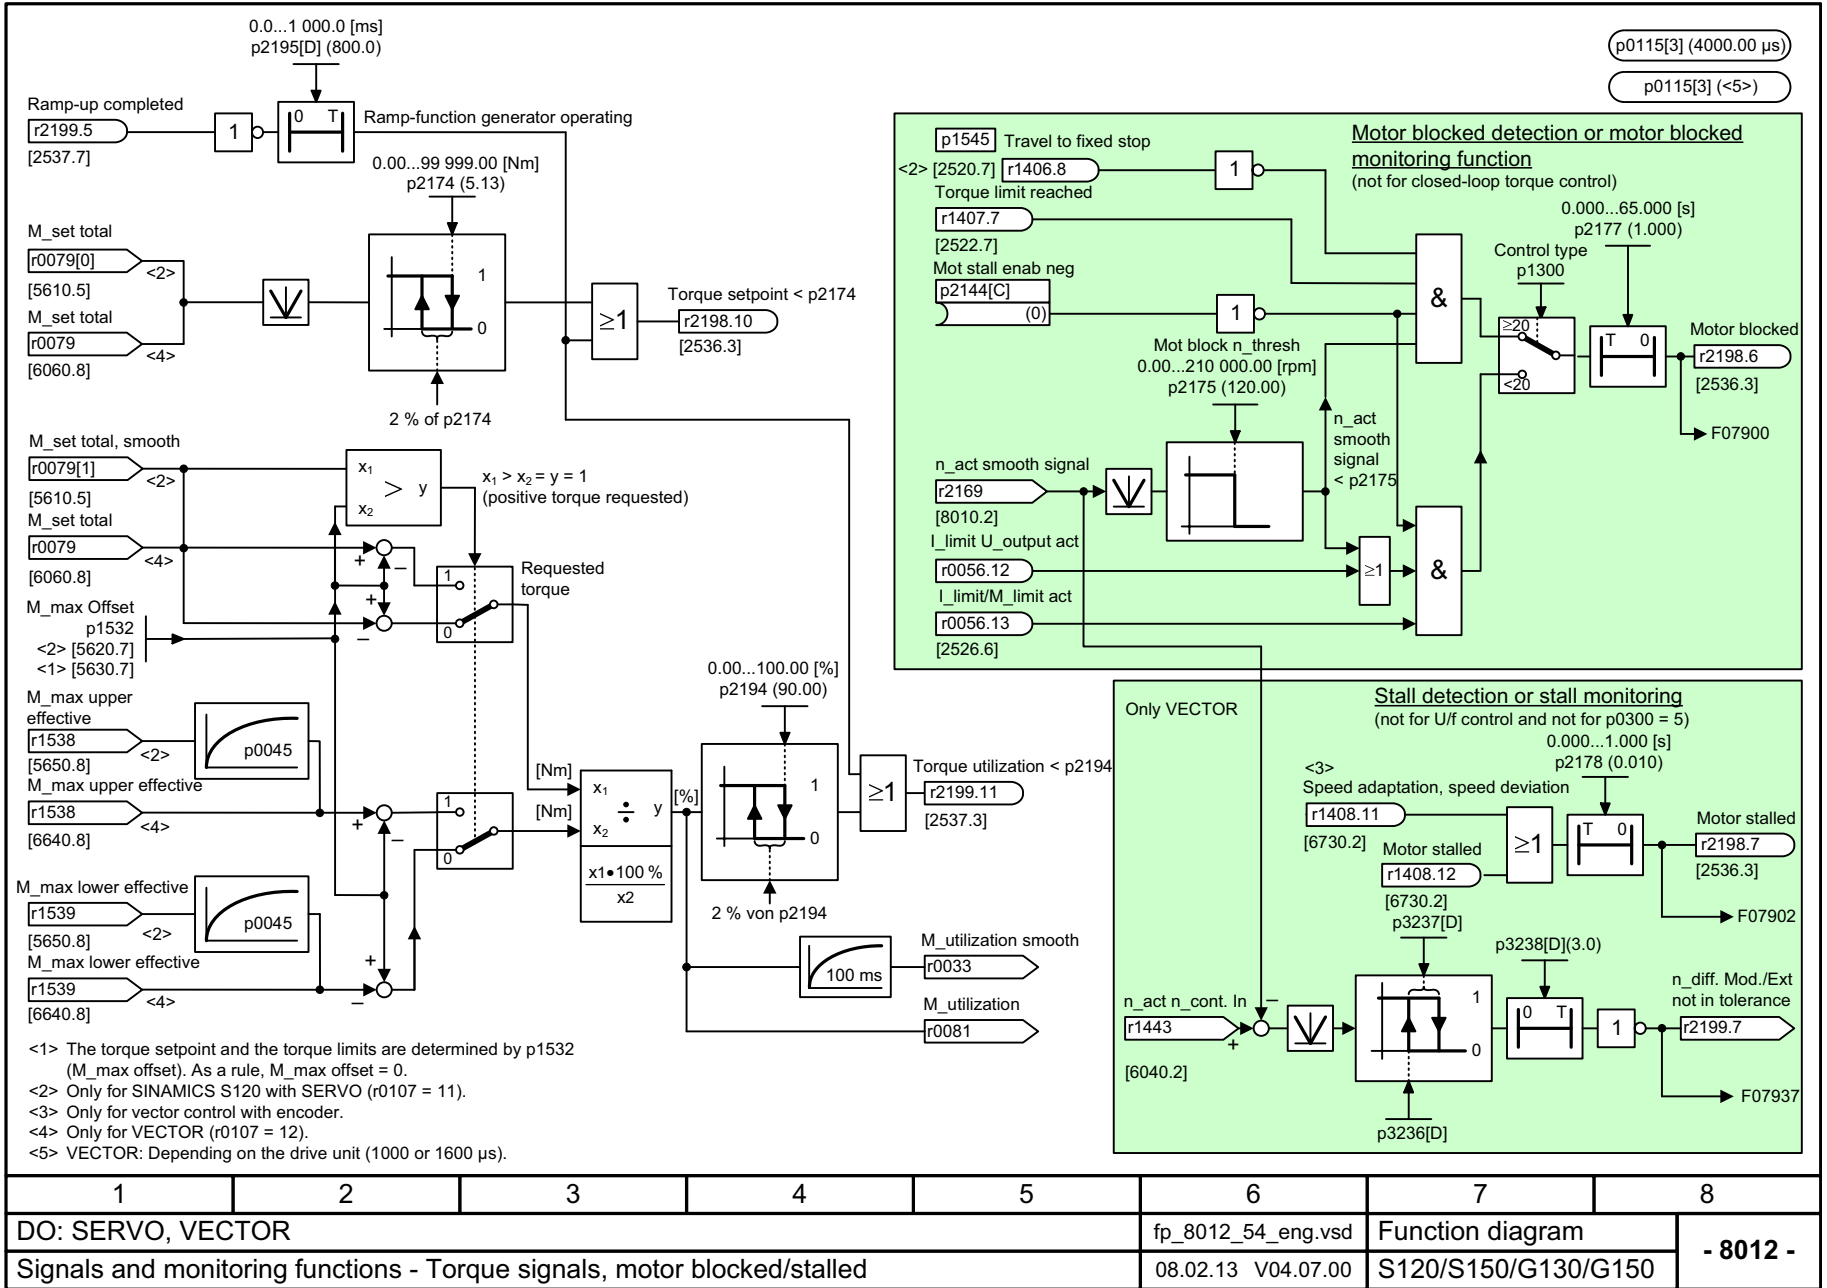 0.0...1 000.0 [ms]
p2195[D] (800.0)
Ramp-up completed
r2199.5
[2537.7]
1
0 T
Ramp-function generator operating
0.00...99 999.00 [Nm]
p2174 (5.13)
M_set total
r0079[0]
<2>
[5610.5]
M_set total
r0079
<4>
[6060.8]
1
0
2 % of p2174
≥1
Torque setpoint < p2174
r2198.10
[2536.3]
M_set total, smooth
r0079[1]
<2>
[5610.5]
M_set total
r0079
<4>
[6060.8]
x1
> y
x2
x1 > x2 = y = 1
(positive torque requested)
+
–
+
–
1
0
Requested
torque
M_max Offset
p1532
<2> [5620.7]
<1> [5630.7]
M_max upper
effective
r1538
<2>
[5650.8]
p0045
M_max upper effective
r1538
<4>
[6640.8]
+
–
1
0
M_max lower effective
r1539
<2>
[5650.8]
p0045
M_max lower effective
r1539
<4>
[6640.8]
+
–
[Nm]
[Nm]
x1
÷ y
x2
x1•100 %
x2
[%]
0.00...100.00 [%]
p2194 (90.00)
1
0
2 % von p2194
≥1
Torque utilization < p2194
r2199.11
[2537.3]
100 ms
M_utilization smooth
r0033
M_utilization
r0081
<1> The torque setpoint and the torque limits are determined by p1532
(M_max offset). As a rule, M_max offset = 0.
<2> Only for SINAMICS S120 with SERVO (r0107 = 11).
<3> Only for vector control with encoder.
<4> Only for VECTOR (r0107 = 12).
<5> VECTOR: Depending on the drive unit (1000 or 1600 µs).
p0115[3] (4000.00 µs)
p0115[3] (<5>)
Motor blocked detection or motor blocked
monitoring function
(not for closed-loop torque control)
p1545 Travel to fixed stop
<2> [2520.7] r1406.8
1
Torque limit reached
r1407.7
[2522.7]
Mot stall enab neg
p2144[C]
(0)
1
Mot block n_thresh
0.00...210 000.00 [rpm]
p2175 (120.00)
n_act smooth signal
r2169
[8010.2]
n_act
smooth
signal
< p2175
I_limit U_output act
r0056.12
I_limit/M_limit act
r0056.13
[2526.6]
≥1
&
&
Control type
p1300
≥20
<20
0.000...65.000 [s]
p2177 (1.000)
T 0
Motor blocked
r2198.6
[2536.3]
F07900
Only VECTOR
Stall detection or stall monitoring
(not for U/f control and not for p0300 = 5)
0.000...1.000 [s]
p2178 (0.010)
<3>
Speed adaptation, speed deviation
r1408.11
[6730.2]
Motor stalled
r1408.12
[6730.2]
≥1
T 0
Motor stalled
r2198.7
[2536.3]
F07902
p3237[D]
n_act n_cont. In
r1443
[6040.2]
–
+
1
0
p3236[D]
p3238[D](3.0)
0 T
1
n_diff. Mod./Ext
not in tolerance
r2199.7
F07937
1 2 3 4 5 6 7 8
DO: SERVO, VECTOR
fp_8012_54_eng.vsd
Function diagram
- 8012 -
Signals and monitoring functions - Torque signals, motor blocked/stalled
08.02.13 V04.07.00
S120/S150/G130/G150